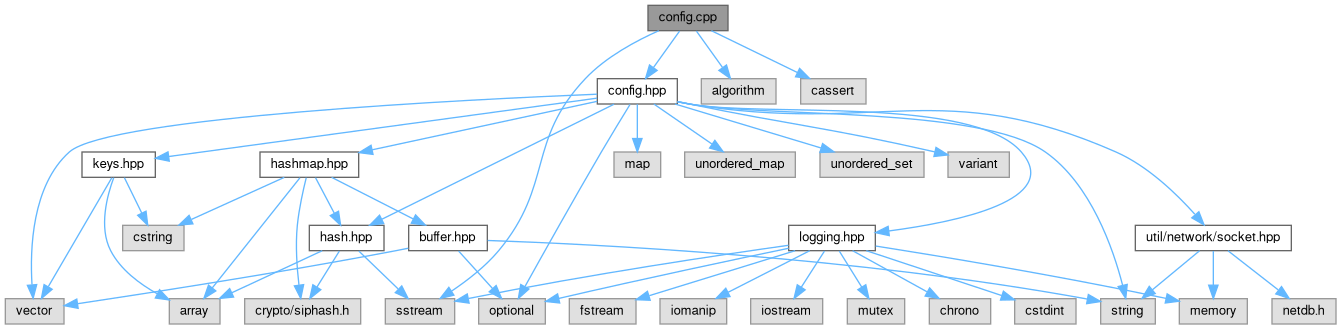 config.cpp
config.hpp
algorithm
cassert
keys.hpp
hashmap.hpp
map
unordered_map
unordered_set
variant
cstring
hash.hpp
buffer.hpp
logging.hpp
util/network/socket.hpp
vector
array
crypto/siphash.h
sstream
optional
fstream
iomanip
iostream
mutex
chrono
cstdint
string
memory
netdb.h